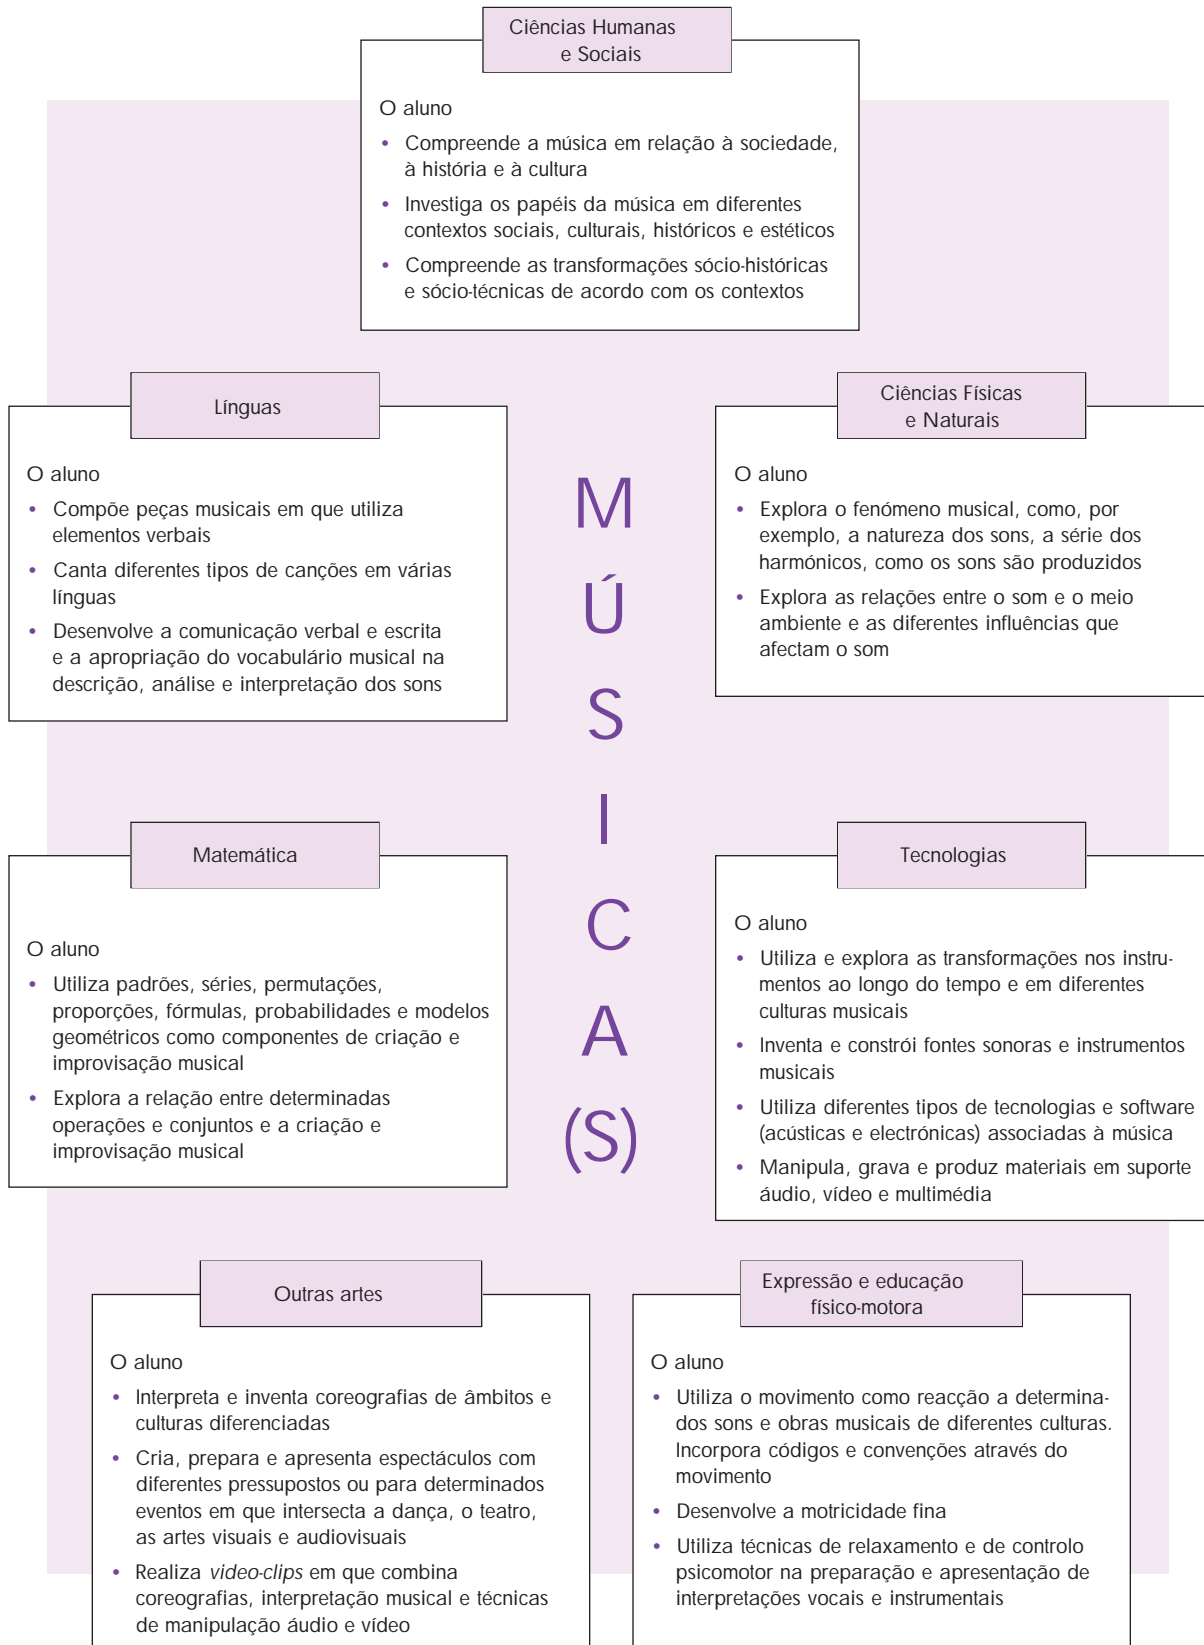 Ciências Humanas
e Sociais
O aluno
• Compreende a música em relação à sociedade,
à história e à cultura
• Investiga os papéis da música em diferentes
contextos sociais, culturais, históricos e estéticos
• Compreende as transformações sócio-históricas
e sócio-técnicas de acordo com os contextos
Línguas
O aluno
• Compõe peças musicais em que utiliza
elementos verbais
• Canta diferentes tipos de canções em várias
línguas
• Desenvolve a comunicação verbal e escrita
e a apropriação do vocabulário musical na
descrição, análise e interpretação dos sons
Ciências Físicas
e Naturais
O aluno
• Explora o fenómeno musical, como, por
exemplo, a natureza dos sons, a série dos
harmónicos, como os sons são produzidos
• Explora as relações entre o som e o meio
ambiente e as diferentes influências que
afectam o som
M
Ú
S
I
C
A
(S)
Matemática
O aluno
• Utiliza padrões, séries, permutações,
proporções, fórmulas, probabilidades e modelos
geométricos como componentes de criação e
improvisação musical
• Explora a relação entre determinadas
operações e conjuntos e a criação e
improvisação musical
Tecnologias
O aluno
• Utiliza e explora as transformações nos instru-
mentos ao longo do tempo e em diferentes
culturas musicais
• Inventa e constrói fontes sonoras e instrumentos
musicais
• Utiliza diferentes tipos de tecnologias e software
(acústicas e electrónicas) associadas à música
• Manipula, grava e produz materiais em suporte
áudio, vídeo e multimédia
Outras artes
O aluno
• Interpreta e inventa coreografias de âmbitos e
culturas diferenciadas
• Cria, prepara e apresenta espectáculos com
diferentes pressupostos ou para determinados
eventos em que intersecta a dança, o teatro,
as artes visuais e audiovisuais
• Realiza video-clips em que combina
coreografias, interpretação musical e técnicas
de manipulação áudio e vídeo
Expressão e educação
físico-motora
O aluno
• Utiliza o movimento como reacção a determina-
dos sons e obras musicais de diferentes culturas.
Incorpora códigos e convenções através do
movimento
• Desenvolve a motricidade fina
• Utiliza técnicas de relaxamento e de controlo
psicomotor na preparação e apresentação de
interpretações vocais e instrumentais